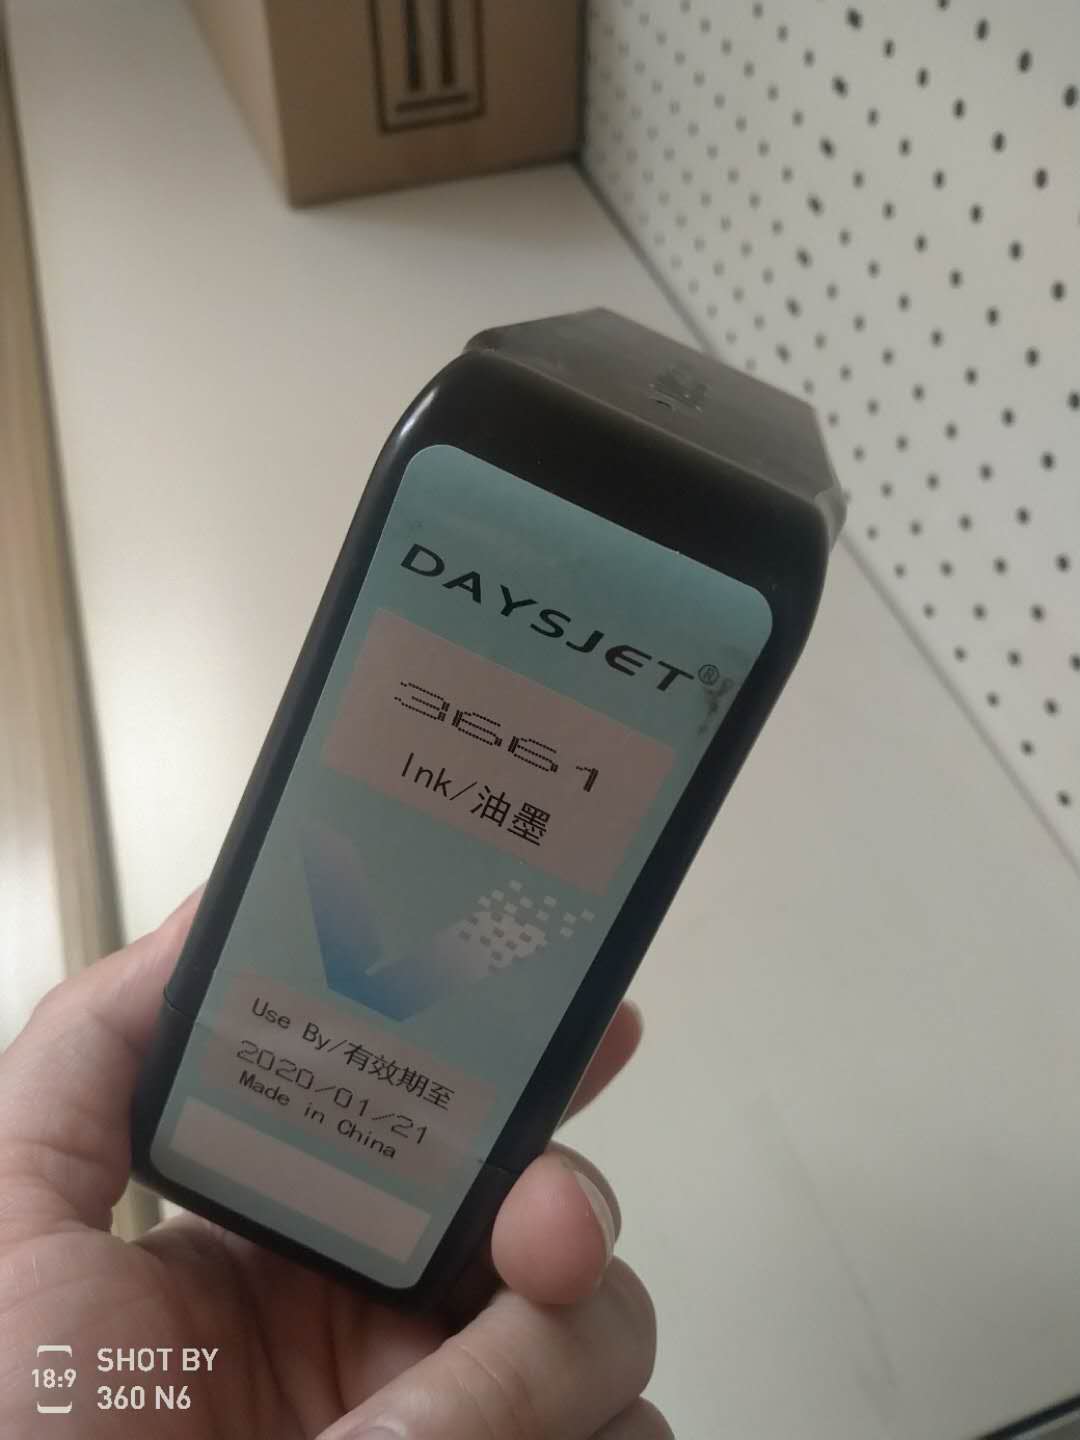 DAYSJET®
3661
Ink/油墨
Use By/有效期至
2020/01/21
Made in China
18:9
SHOT BY
360 N6